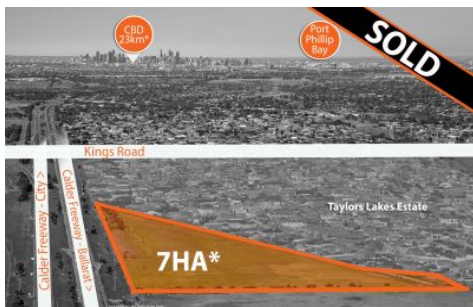 CBD
23km*
Port
Phillip
Bay
SOLD
Kings Road
Calder Freeway - City >
Calder Freeway - Ballarat >
Taylors Lakes Estate
7HA*